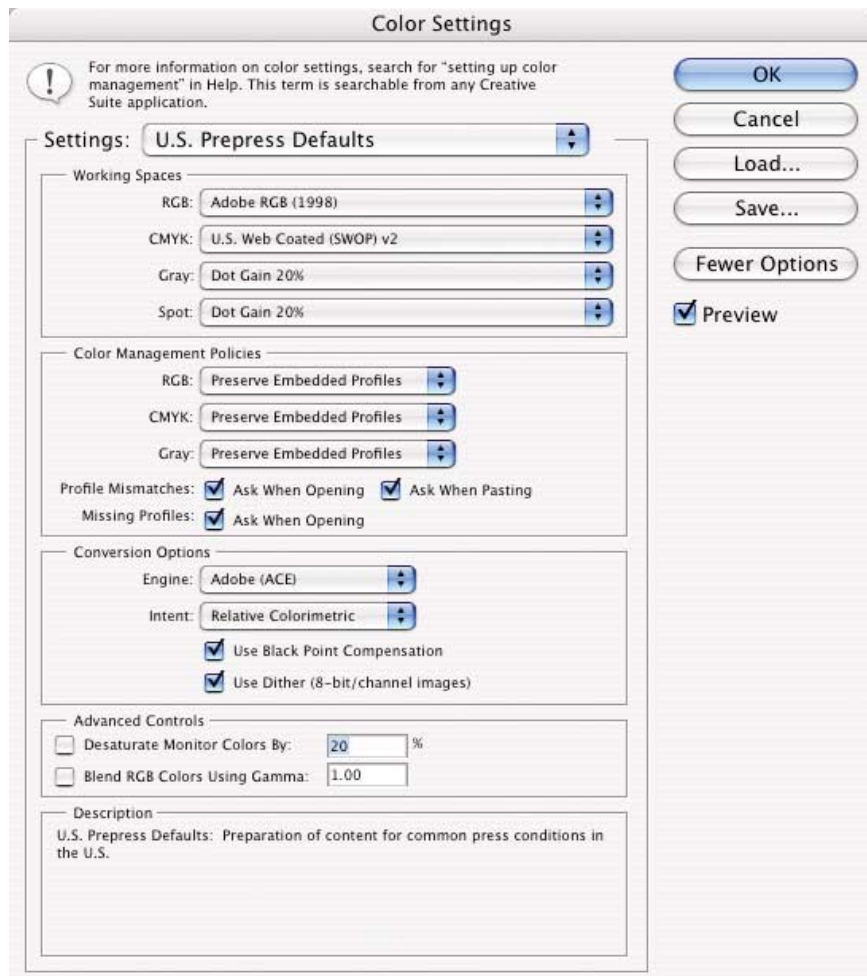 Color Settings
For more information on color settings, search for “setting up color
management” in Help. This term is searchable from any Creative
Suite application.
Settings: U.S. Prepress Defaults
Working Spaces
RGB: Adobe RGB (1998)
CMYK: U.S. Web Coated (SWOP) v2
Gray: Dot Gain 20%
Spot: Dot Gain 20%
Color Management Policies
RGB: Preserve Embedded Profiles
CMYK: Preserve Embedded Profiles
Gray: Preserve Embedded Profiles
Profile Mismatches: Ask When Opening Ask When Pasting
Missing Profiles: Ask When Opening
Conversion Options
Engine: Adobe (ACE)
Intent: Relative Colorimetric
Use Black Point Compensation
Use Dither (8-bit/channel images)
Advanced Controls
Desaturate Monitor Colors By: 20 %
Blend RGB Colors Using Gamma: 1.00
Description
U.S. Prepress Defaults: Preparation of content for common press conditions in
the U.S.
OK
Cancel
Load...
Save...
Fewer Options
Preview